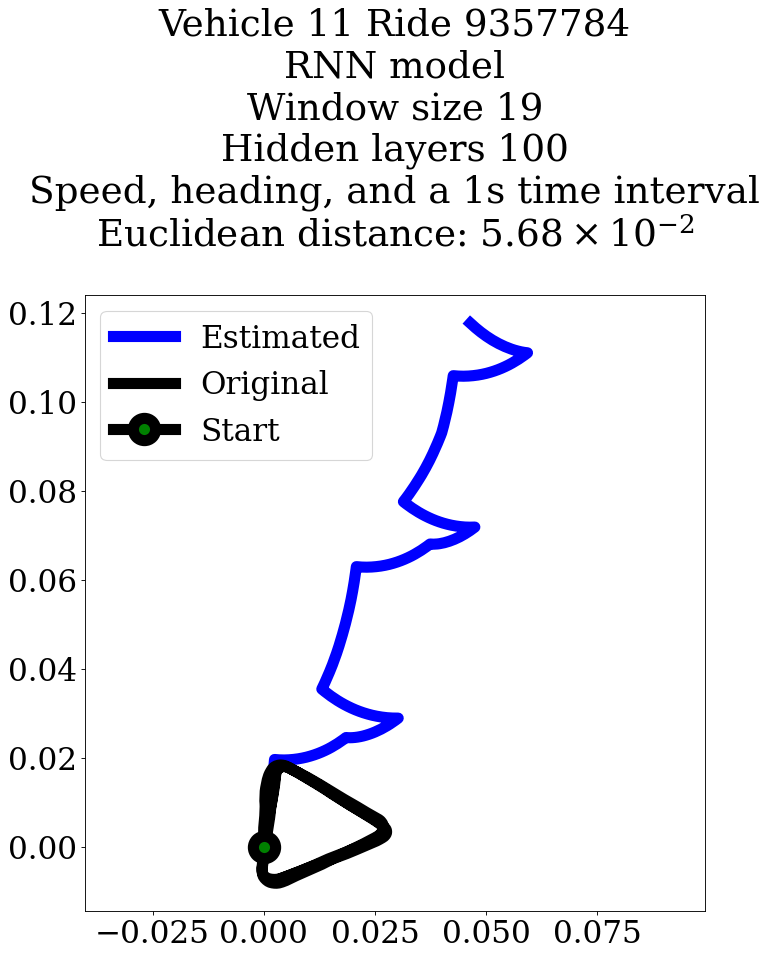 Vehicle 11 Ride 9357784
RNN model
Window size 19
Hidden layers 100
Speed, heading, and a 1s time interval
Euclidean distance: 5.68 × 10⁻²
0.12
0.10
0.08
0.06
0.04
0.02
0.00
Estimated
Original
Start
−0.025 0.000 0.025 0.050 0.075